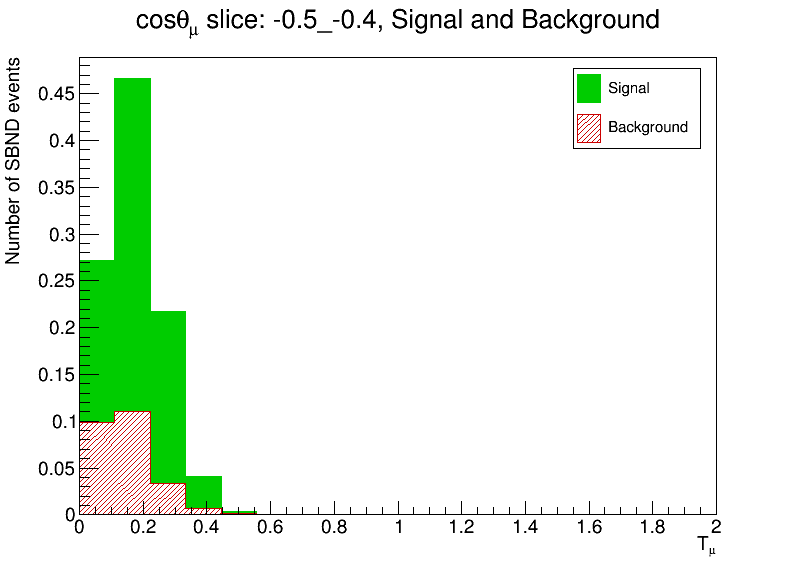 cosθμ slice: -0.5_-0.4, Signal and Background
Number of SBND events
Signal
Background
0.45
0.4
0.35
0.3
0.25
0.2
0.15
0.1
0.05
0
0 0.2 0.4 0.6 0.8 1 1.2 1.4 1.6 1.8 2
Tμ